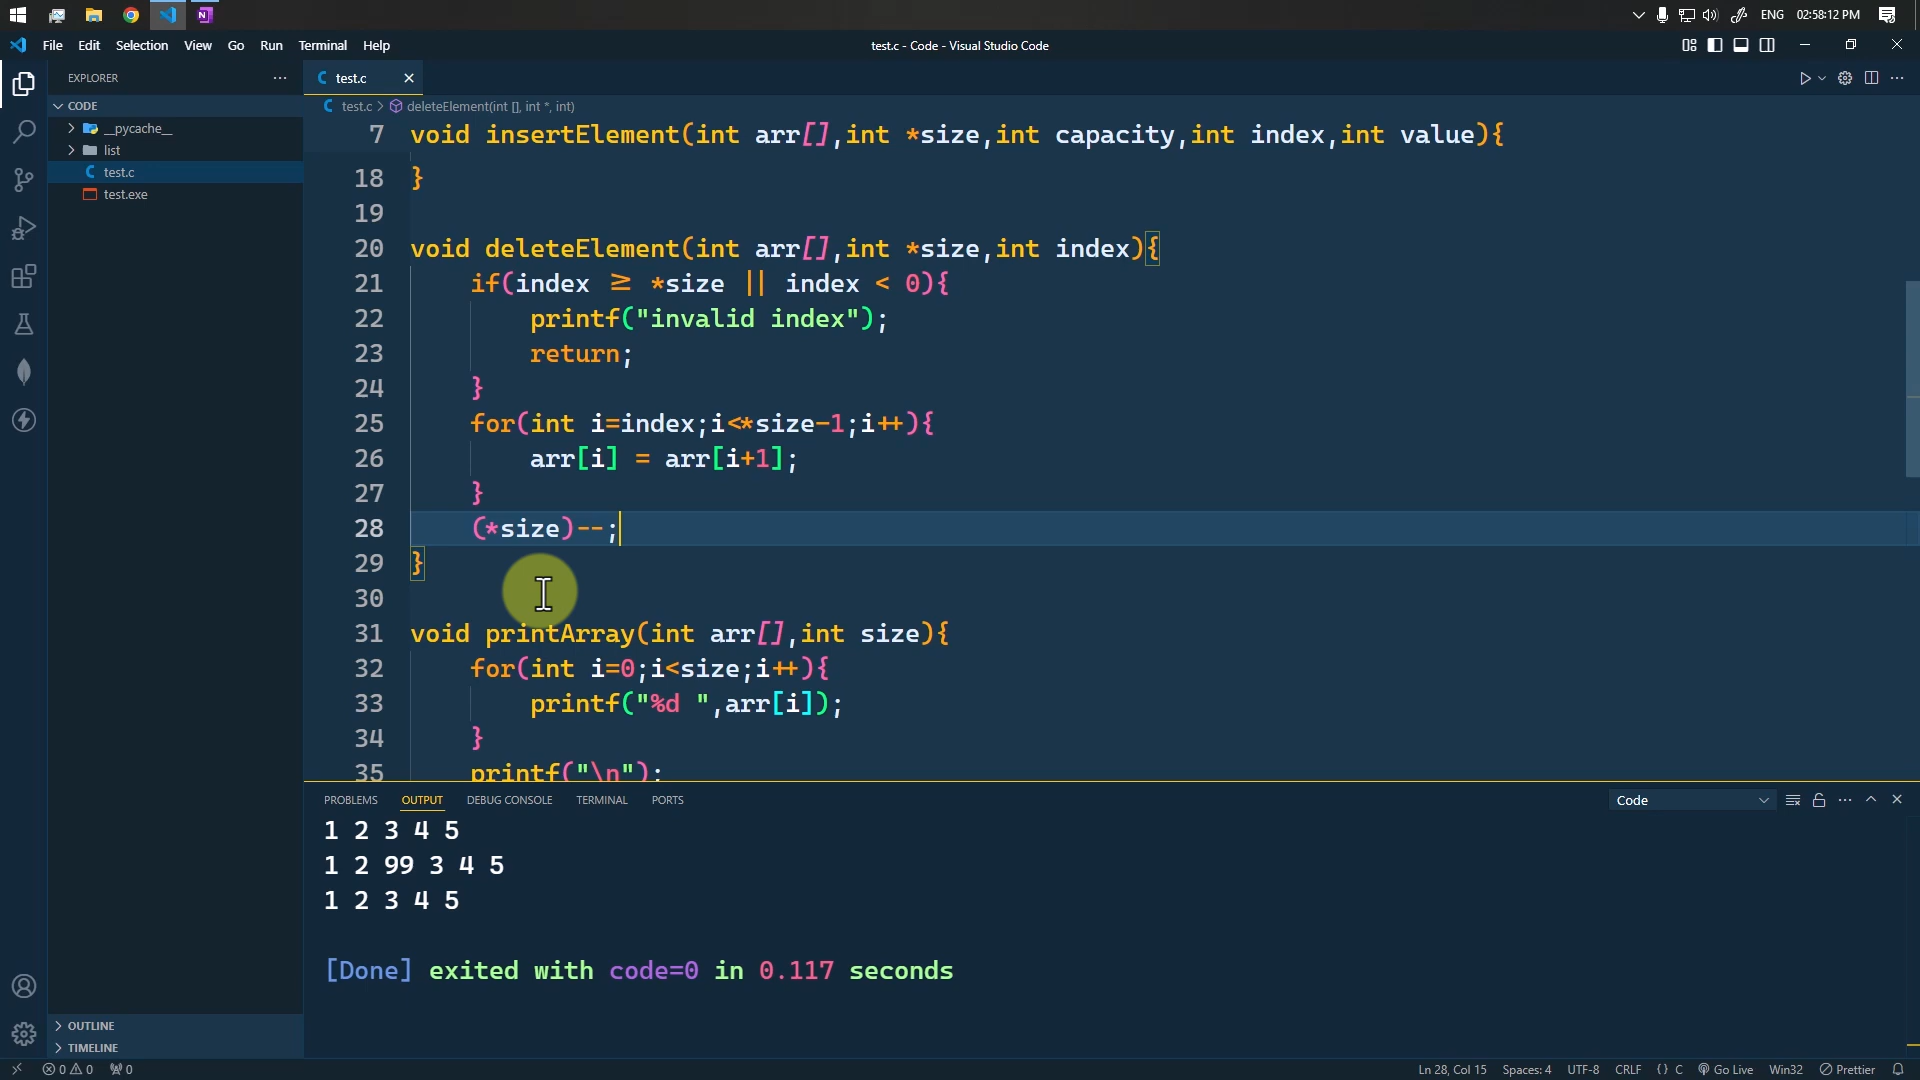 ENG 02:58:12 PM
File Edit Selection View Go Run Terminal Help
test.c - Code - Visual Studio Code
EXPLORER
CODE
__pycache__
list
test.c
test.exe
OUTLINE
TIMELINE
test.c
test.c > deleteElement(int [], int *, int)
7 void insertElement(int arr[],int *size,int capacity,int index,int value){
18 }
19
20 void deleteElement(int arr[],int *size,int index){
21 if(index ≥ *size || index < 0){
22 printf("invalid index");
23 return;
24 }
25 for(int i=index;i<*size-1;i++){
26 arr[i] = arr[i+1];
27 }
28 (*size)--;
29 }
30
31 void printArray(int arr[],int size){
32 for(int i=0;i<size;i++){
33 printf("%d ",arr[i]);
34 }
35 printf("\n");
PROBLEMS OUTPUT DEBUG CONSOLE TERMINAL PORTS
Code
1 2 3 4 5
1 2 99 3 4 5
1 2 3 4 5
[Done] exited with code=0 in 0.117 seconds
0 0 0
Ln 28, Col 15 Spaces: 4 UTF-8 CRLF {} C Go Live Win32 Prettier